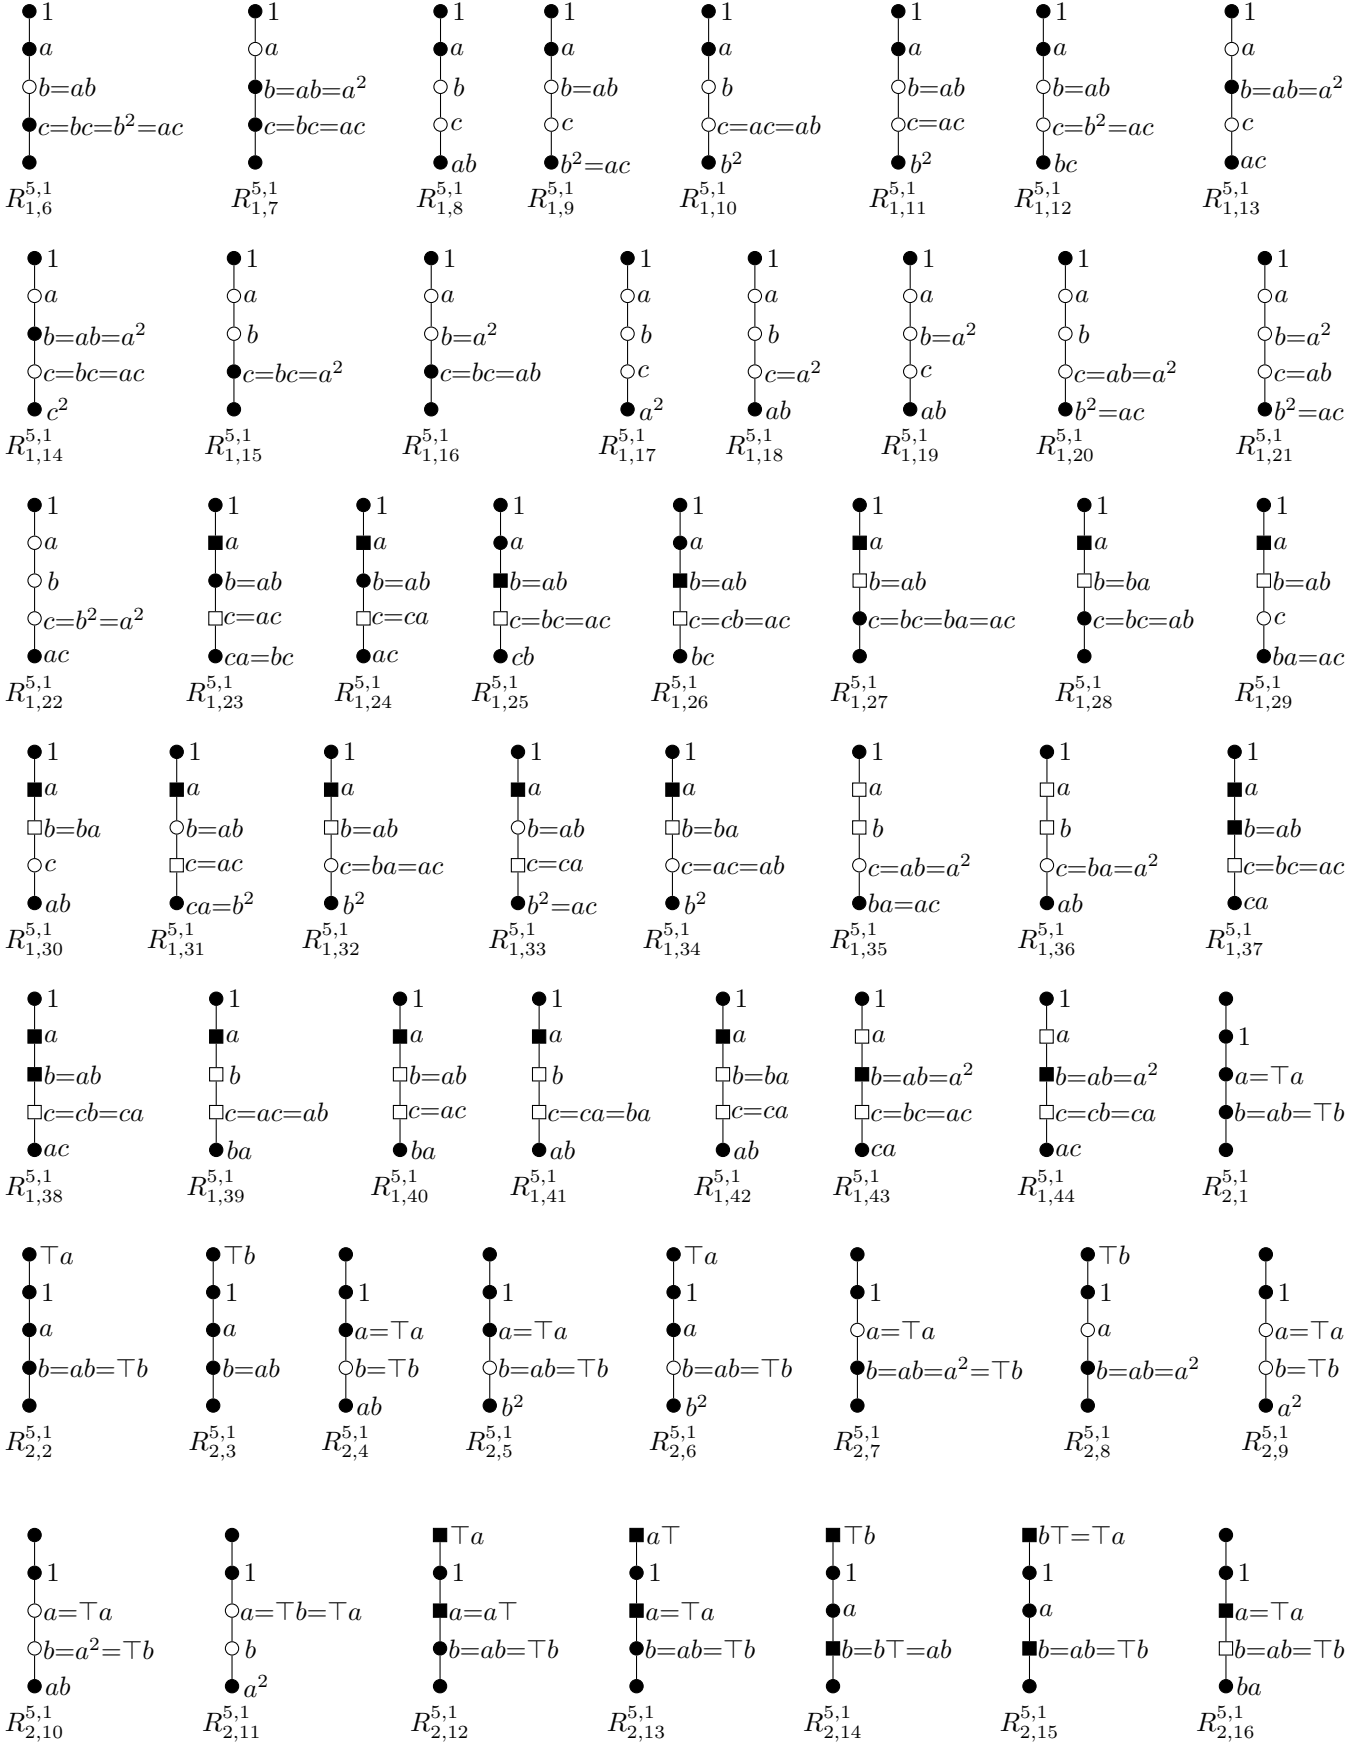 1 1 1 1 1 1 1 1
a a a a a a a a
b=ab b=ab=a² b b=ab b b=ab b=ab b=ab=a²
c=bc=b²=ac c=bc=ac c c c=ac=ab c=ac c=b²=ac c
ab b²=ac b² b² bc ac
R^{5,1}_{1,6} R^{5,1}_{1,7} R^{5,1}_{1,8} R^{5,1}_{1,9} R^{5,1}_{1,10} R^{5,1}_{1,11} R^{5,1}_{1,12} R^{5,1}_{1,13}
1 1 1 1 1 1 1 1
a a a a a a a a
b=ab=a² b b=a² b b b=a² b b=a²
c=bc=ac c=bc=a² c=bc=ab c c=a² c c=ab=a² c=ab
c² a² ab ab b²=ac b²=ac
R^{5,1}_{1,14} R^{5,1}_{1,15} R^{5,1}_{1,16} R^{5,1}_{1,17} R^{5,1}_{1,18} R^{5,1}_{1,19} R^{5,1}_{1,20} R^{5,1}_{1,21}
1 1 1 1 1 1 1 1
a a a a a a a a
b b=ab b=ab b=ab b=ab b=ab b=ba b=ab
c=b²=a² c=ac c=ca c=bc=ac c=cb=ac c=bc=ba=ac c=bc=ab c
ac ca=bc ac cb bc ba=ac
R^{5,1}_{1,22} R^{5,1}_{1,23} R^{5,1}_{1,24} R^{5,1}_{1,25} R^{5,1}_{1,26} R^{5,1}_{1,27} R^{5,1}_{1,28} R^{5,1}_{1,29}
1 1 1 1 1 1 1 1
a a a a a a a a
b=ba b=ab b=ab b=ab b=ba b b b=ab
c c=ac c=ba=ac c=ca c=ac=ab c=ab=a² c=ba=a² c=bc=ac
ab ca=b² b² b²=ac b² ba=ac ab ca
R^{5,1}_{1,30} R^{5,1}_{1,31} R^{5,1}_{1,32} R^{5,1}_{1,33} R^{5,1}_{1,34} R^{5,1}_{1,35} R^{5,1}_{1,36} R^{5,1}_{1,37}
1 1 1 1 1 1 1
a a a a a a a 1
b=ab b b=ab b b=ba b=ab=a² b=ab=a² a=⊤a
c=cb=ca c=ac=ab c=ac c=ca=ba c=ca c=bc=ac c=cb=ca b=ab=⊤b
ac ba ba ab ab ca ac
R^{5,1}_{1,38} R^{5,1}_{1,39} R^{5,1}_{1,40} R^{5,1}_{1,41} R^{5,1}_{1,42} R^{5,1}_{1,43} R^{5,1}_{1,44} R^{5,1}_{2,1}
⊤a ⊤b ⊤a ⊤b
1 1 1 1 1 1 1 1
a a a=⊤a a=⊤a a a=⊤a a a=⊤a
b=ab=⊤b b=ab b=⊤b b=ab=⊤b b=ab=⊤b b=ab=a²=⊤b b=ab=a² b=⊤b
ab b² b² a²
R^{5,1}_{2,2} R^{5,1}_{2,3} R^{5,1}_{2,4} R^{5,1}_{2,5} R^{5,1}_{2,6} R^{5,1}_{2,7} R^{5,1}_{2,8} R^{5,1}_{2,9}
⊤a a⊤ ⊤b b⊤=⊤a
1 1 1 1 1 1 1
a=⊤a a=⊤b=⊤a a=a⊤ a=⊤a a a a=⊤a
b=a²=⊤b b b=ab=⊤b b=ab=⊤b b=b⊤=ab b=ab=⊤b b=ab=⊤b
ab a² ba
R^{5,1}_{2,10} R^{5,1}_{2,11} R^{5,1}_{2,12} R^{5,1}_{2,13} R^{5,1}_{2,14} R^{5,1}_{2,15} R^{5,1}_{2,16}